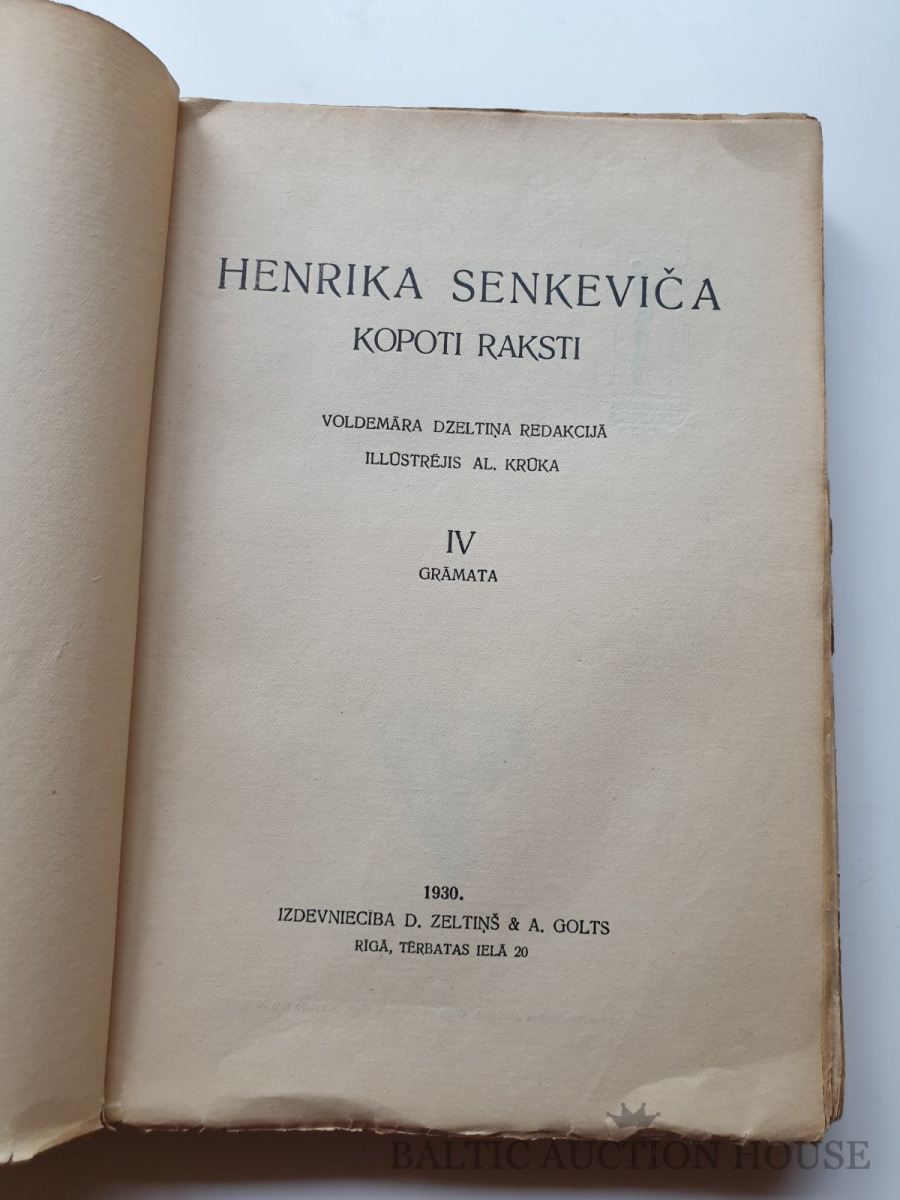 HENRIKA SENKEVIČA
KOPOTI RAKSTI
VOLDEMĀRA DZELTIŅA REDAKCIJĀ
ILLŪSTRĒJIS AL. KRŪKA
IV
GRĀMATA
1930.
IZDEVNIECĪBA D. ZELTIŅŠ & A. GOLTS
RĪGĀ, TĒRBATAS IELĀ 20
BALTIC AUCTION HOUSE